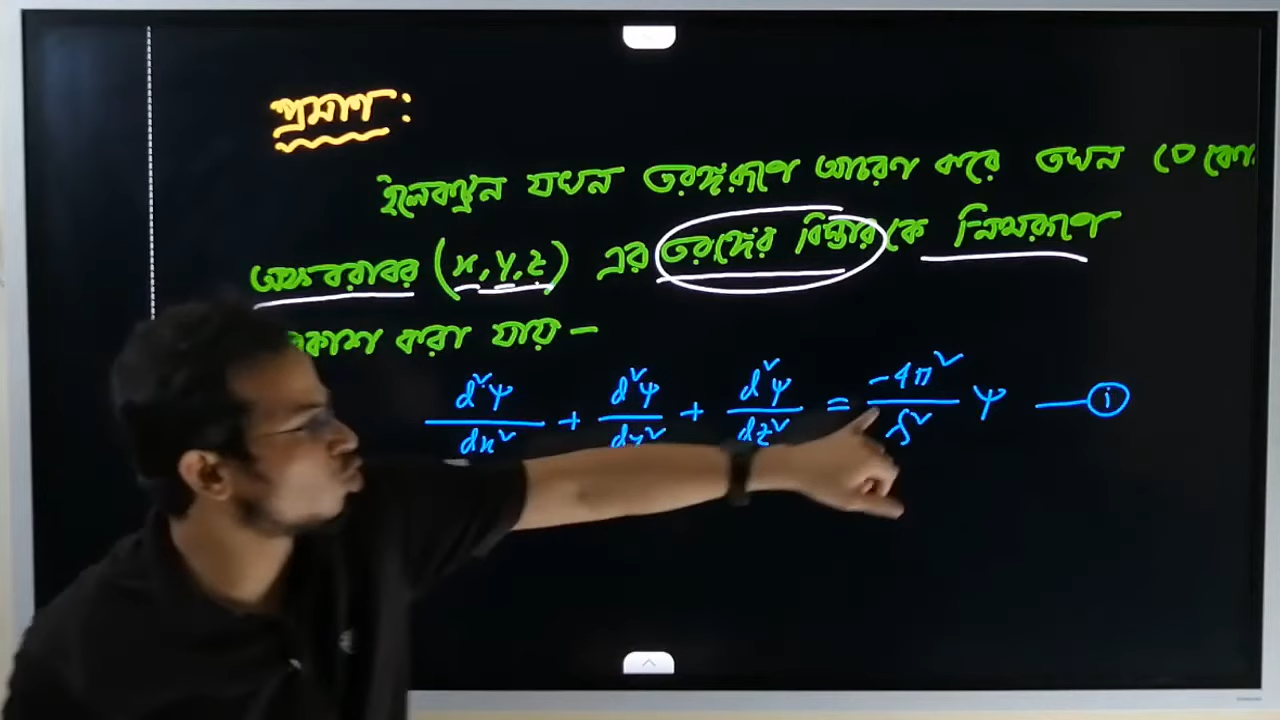 প্রমাণ :
ইলেকট্রন যখন তরঙ্গরূপে আচরণ করে তখন যে কোন
অক্ষ বরাবর (x, y, z) এর তরঙ্গের বিস্তারকে নিম্নরূপে
প্রকাশ করা যায় -
d²ψ/dx² + d²ψ/dy² + d²ψ/dz² = -4π²/λ² ψ — i